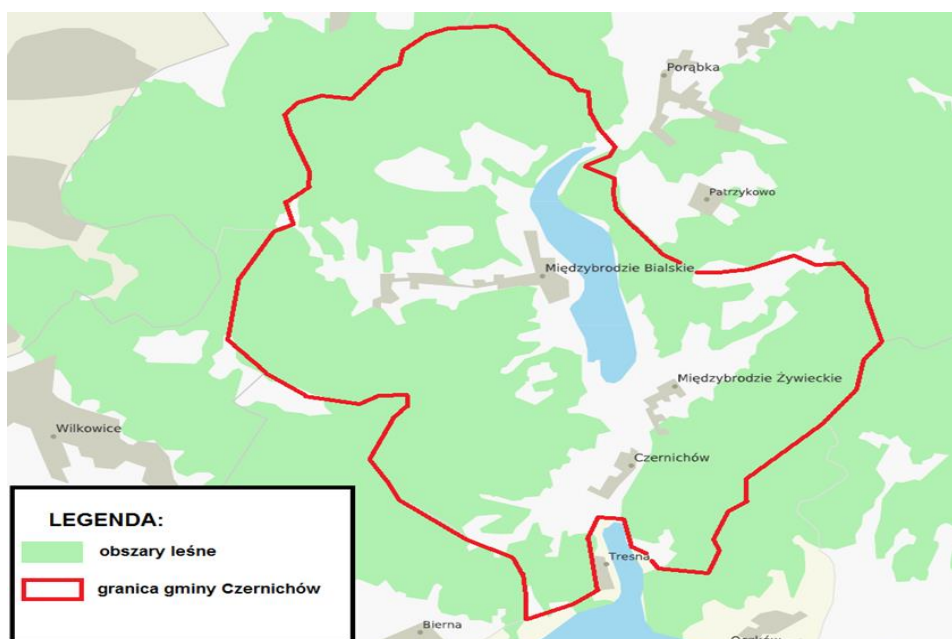 Porąbka
Patrzykowo
Międzybrodzie Bialskie
Międzybrodzie Żywieckie
Wilkowice
Czernichów
LEGENDA:
obszary leśne
granica gminy Czernichów
Tresna
Bierna